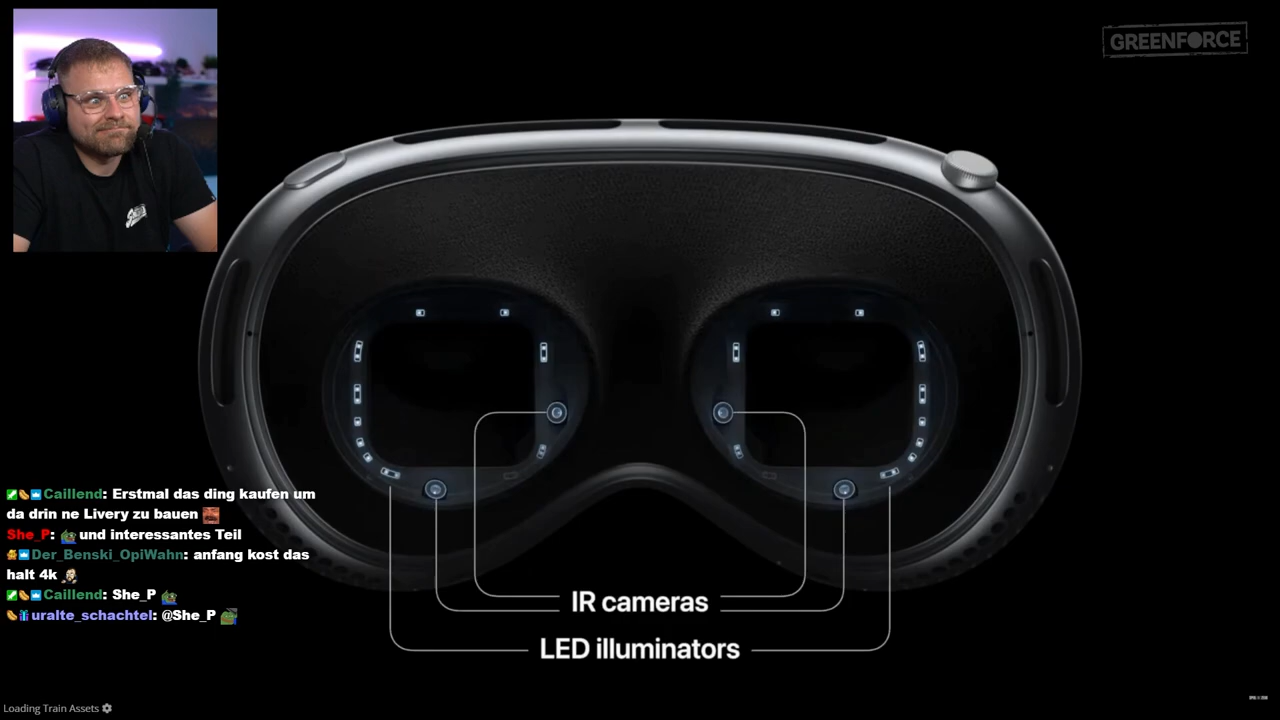 GREENFORCE
Caillend: Erstmal das ding kaufen um
da drin ne Livery zu bauen
She_P: und interessantes Teil
Der_Benski_OpiWahn: anfang kost das
halt 4k
Caillend: She_P
uralte_schachtel: @She_P
IR cameras
LED illuminators
Loading Train Assets